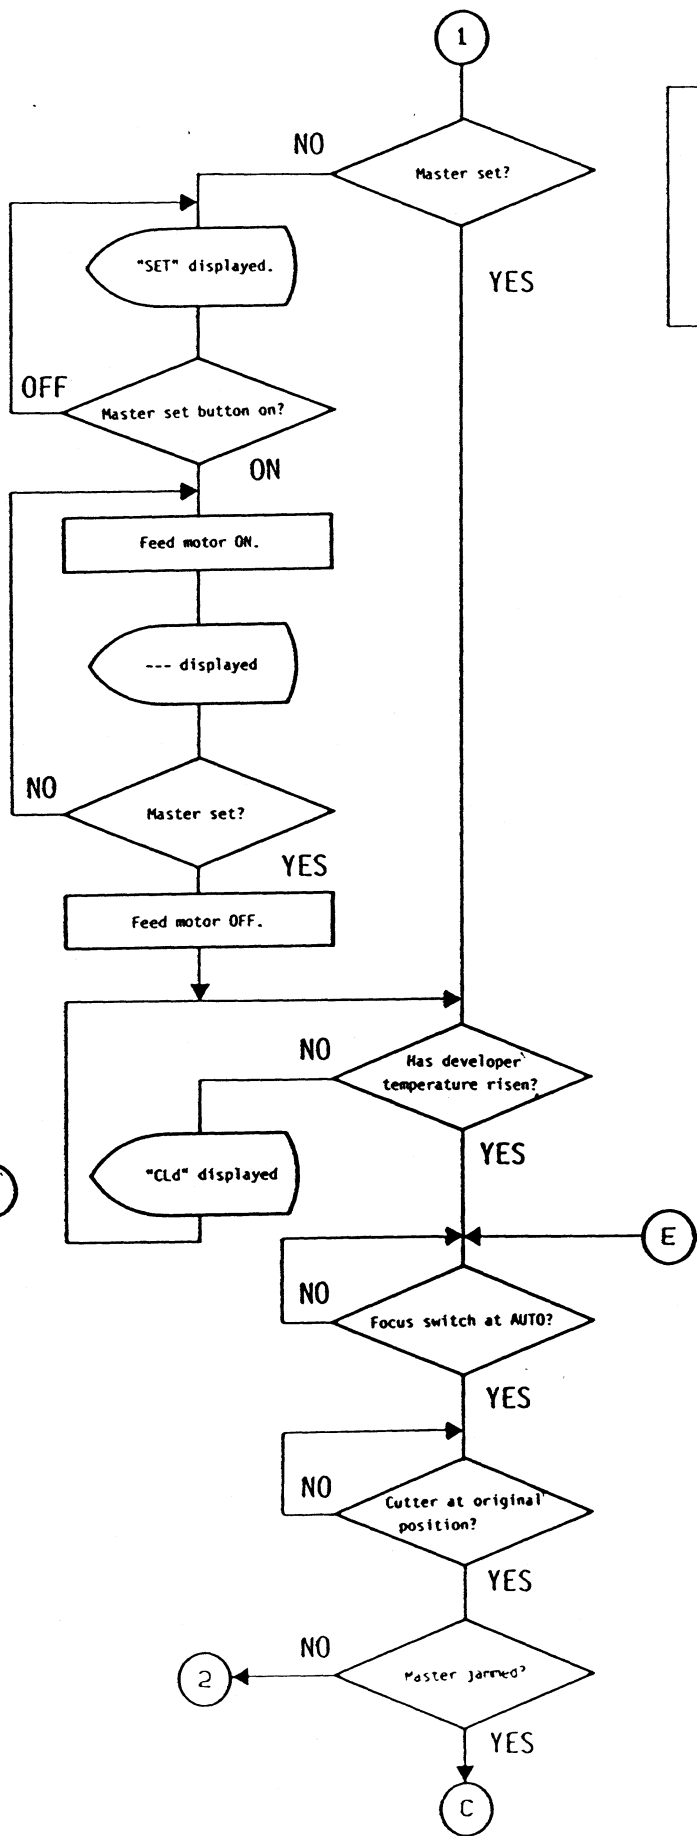 1
NO
Master set?
"SET" displayed.
YES
OFF
Master set button on?
ON
Feed motor ON.
--- displayed
NO
Master set?
YES
Feed motor OFF.
NO
Has developer
temperature risen?
YES
"CLd" displayed
E
NO
Focus switch at AUTO?
YES
NO
Cutter at original
position?
YES
NO
2
Master jammed?
YES
C